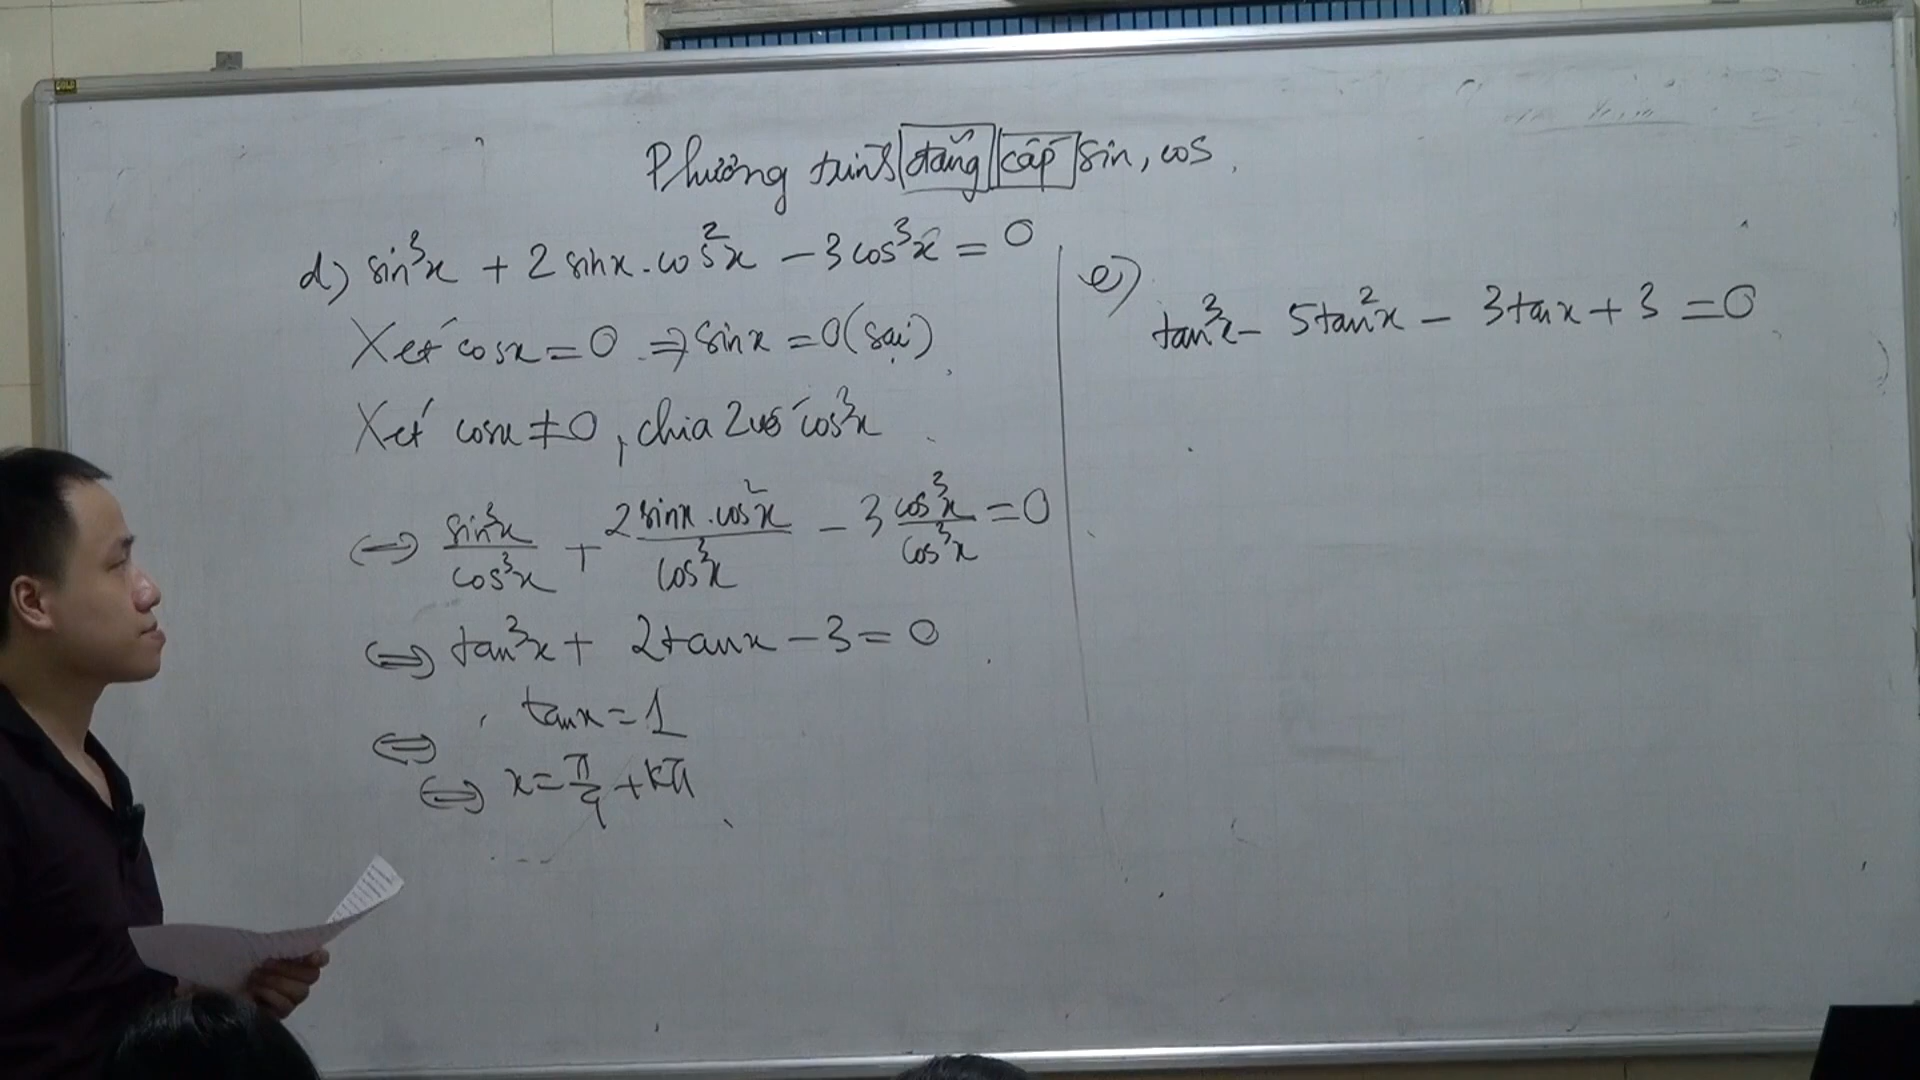 Phương trình đẳng cấp sin, cos
d) sin³x + 2 sinx.cos²x − 3cos³x = 0
Xét cosx = 0 ⇒ sinx = 0 (sai)
Xét cosx ≠ 0, chia 2 vế cos³x
⇔ sin³x/cos³x + 2 sinx.cos²x/cos³x − 3 cos³x/cos³x = 0
⇔ tan³x + 2tanx − 3 = 0
⇔ tanx = 1
⇔ x = π/4 + kπ
e)
tan³x − 5tan²x − 3tanx + 3 = 0